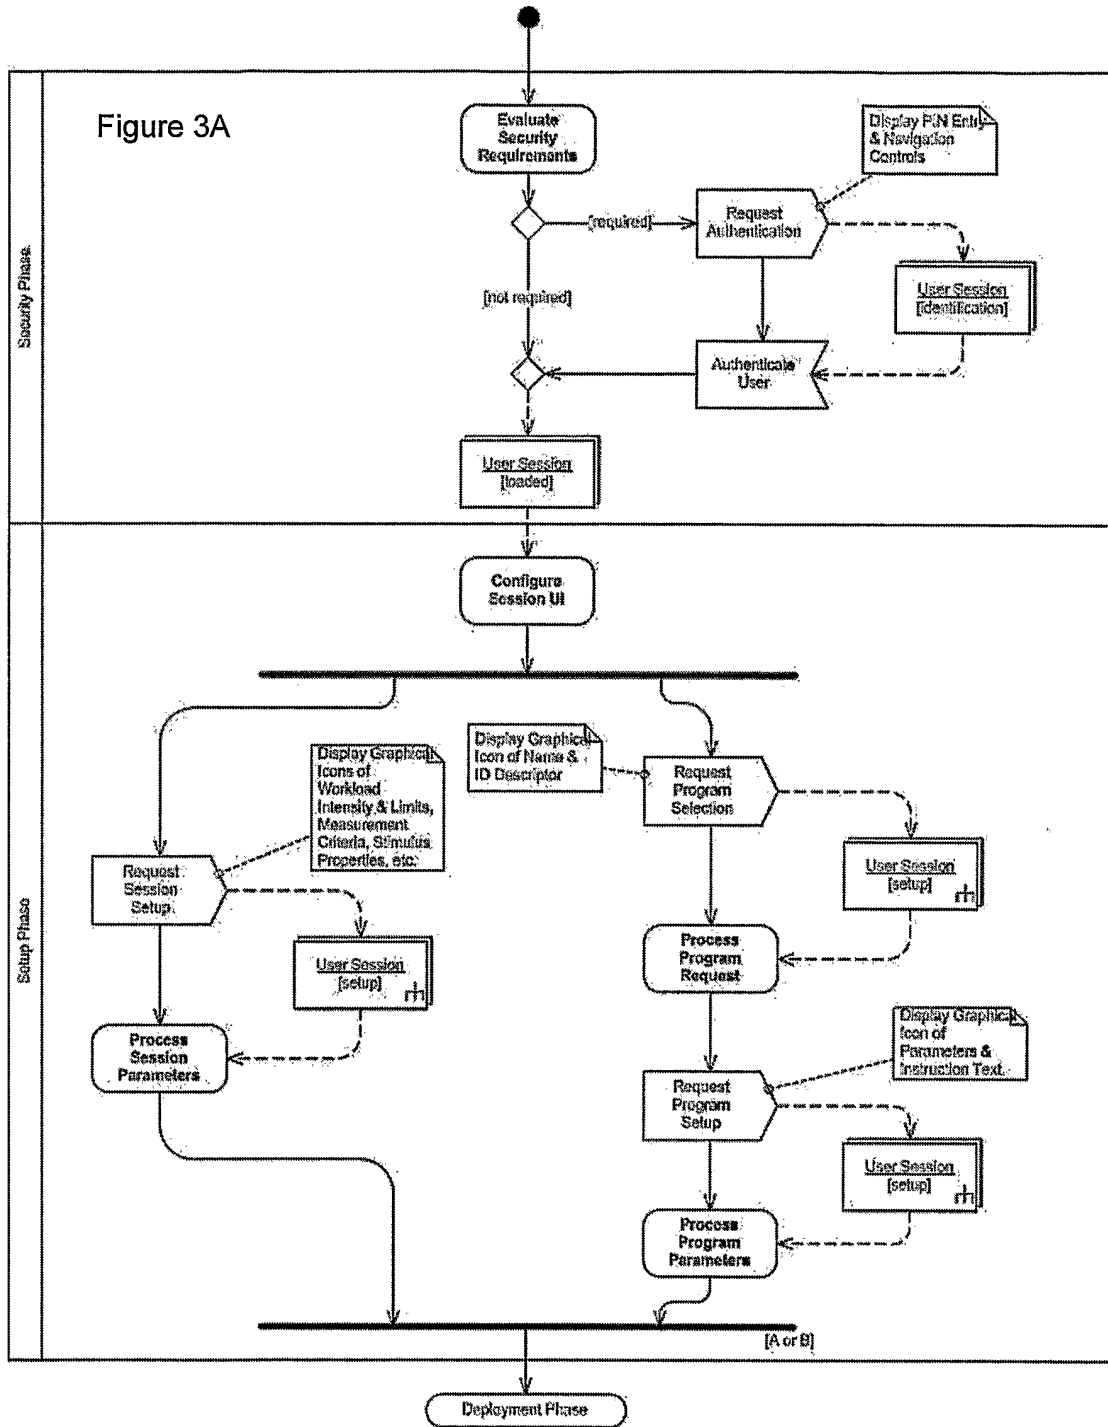 Figure 3A
Security Phase
Evaluate
Security
Requirements
Display PIN Entry
& Navigation
Controls
[required]
Request
Authentication
[not required]
User Session
[identification]
Authenticate
User
User Session
[loaded]
Setup Phase
Configure
Session UI
Display Graphical
Icons of
Workload
Intensity & Limits,
Measurement
Criteria, Stimulus
Properties, etc.
Display Graphical
Icon of Name &
ID Descriptor
Request
Program
Selection
Request
Session
Setup
User Session
[setup]
User Session
[setup]
Process
Program
Request
Process
Session
Parameters
Display Graphical
Icon of
Parameters &
Instruction Text
Request
Program
Setup
User Session
[setup]
Process
Program
Parameters
[A or B]
Deployment Phase